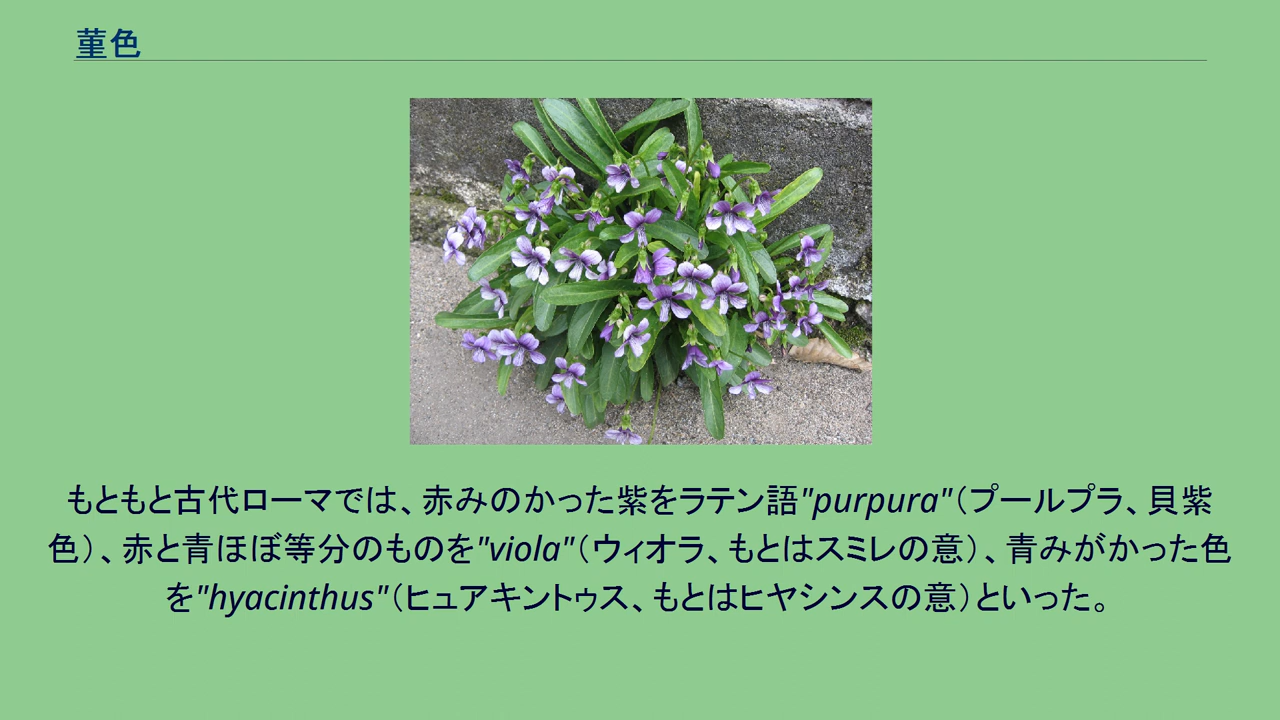 菫色
もともと古代ローマでは、赤みのかった紫をラテン語"purpura"（プールプラ、貝紫
色）、赤と青ほぼ等分のものを"viola"（ウィオラ、もとはスミレの意）、青みがかった色
を"hyacinthus"（ヒュアキントゥス、もとはヒヤシンスの意）といった。